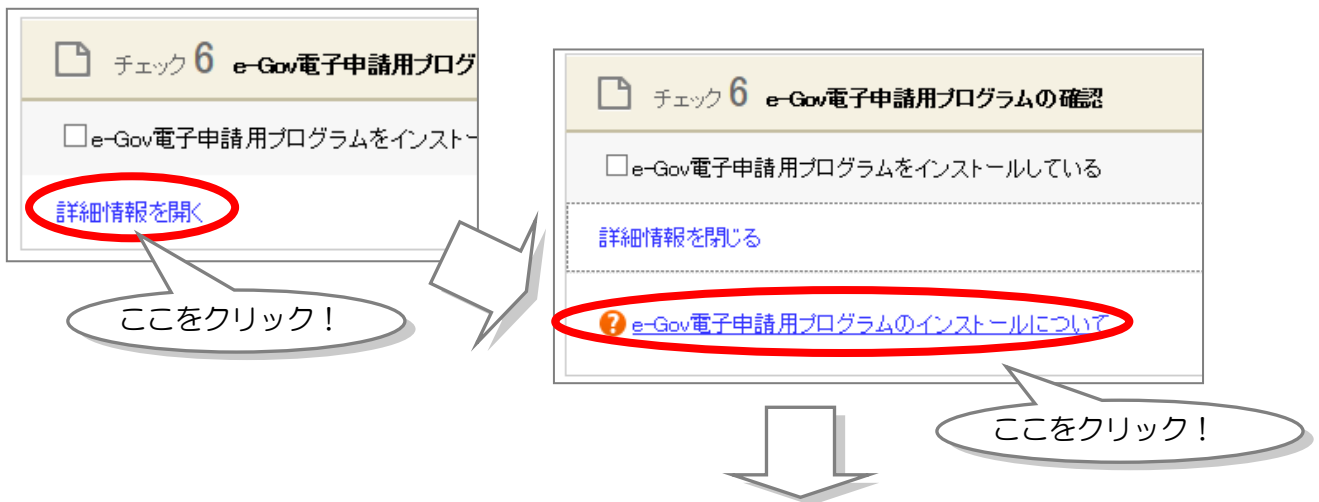 チェック6 e-Gov電子申請用プログ
□e-Gov電子申請用プログラムをインストー
詳細情報を開く
ここをクリック！
チェック6 e-Gov電子申請用プログラムの確認
□e-Gov電子申請用プログラムをインストールしている
詳細情報を閉じる
? e-Gov電子申請用プログラムのインストールについて
ここをクリック！